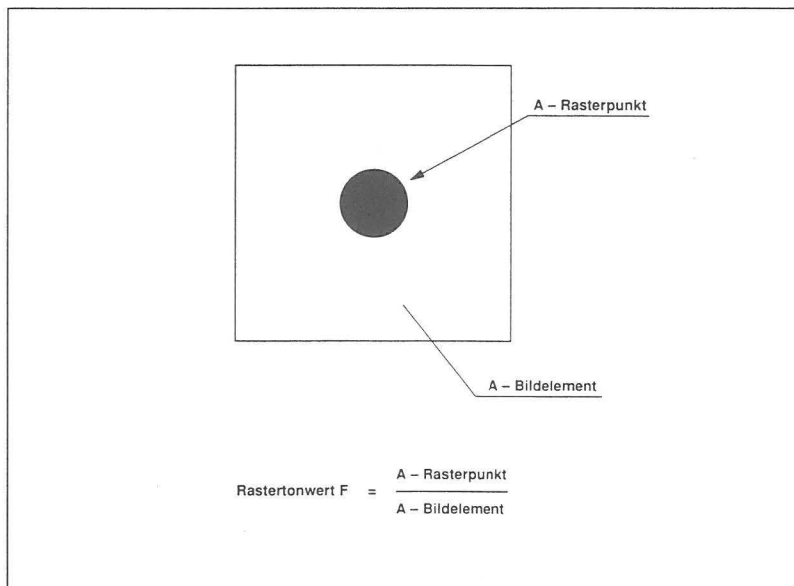 A – Rasterpunkt
A – Bildelement
Rastertonwert F = A – Rasterpunkt
A – Bildelement